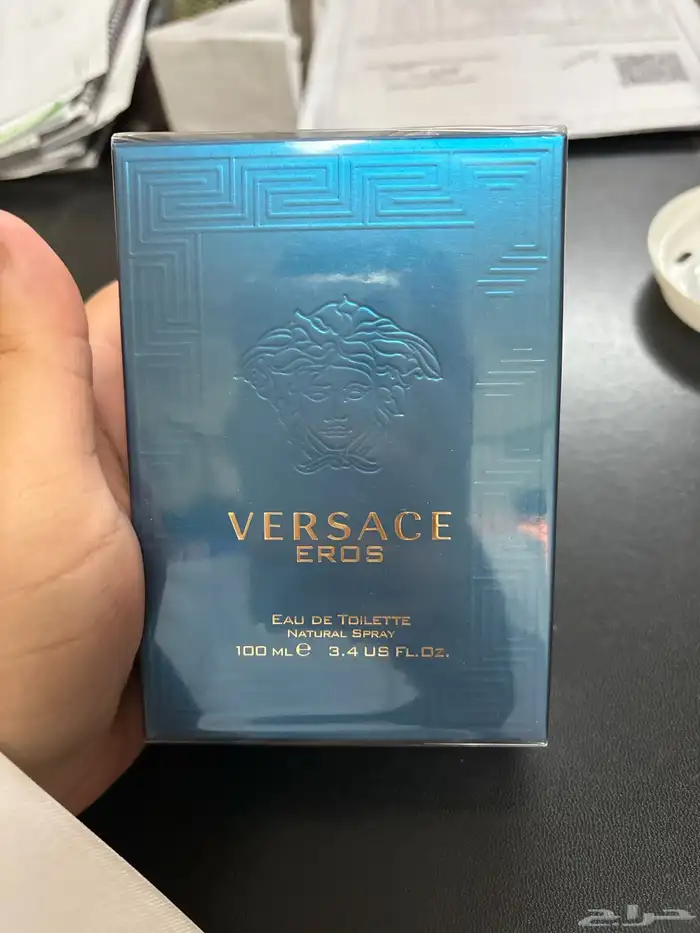 VERSACE
EROS
EAU DE TOILETTE
NATURAL SPRAY
100 ML e 3.4 US FL.Oz.
حراج